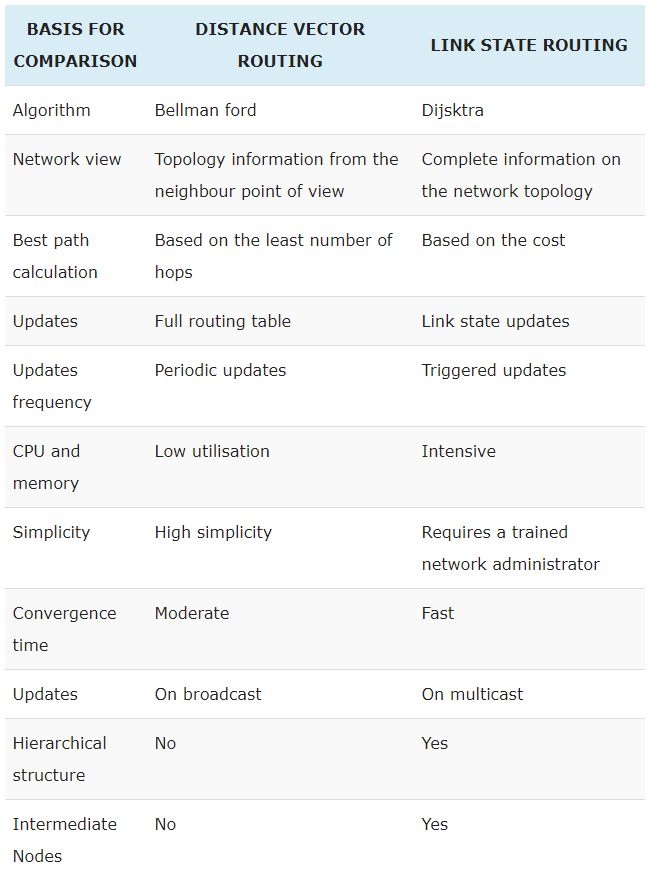 BASIS FOR COMPARISON | DISTANCE VECTOR ROUTING | LINK STATE ROUTING
Algorithm | Bellman ford | Dijsktra
Network view | Topology information from the neighbour point of view | Complete information on the network topology
Best path calculation | Based on the least number of hops | Based on the cost
Updates | Full routing table | Link state updates
Updates frequency | Periodic updates | Triggered updates
CPU and memory | Low utilisation | Intensive
Simplicity | High simplicity | Requires a trained network administrator
Convergence time | Moderate | Fast
Updates | On broadcast | On multicast
Hierarchical structure | No | Yes
Intermediate Nodes | No | Yes